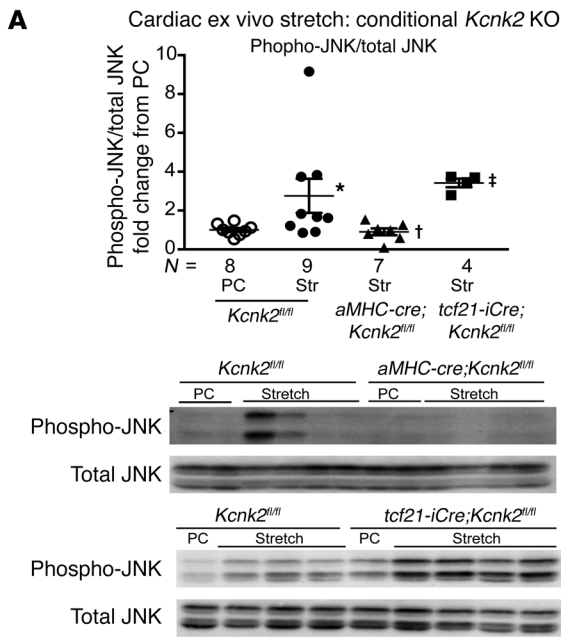 A
Cardiac ex vivo stretch: conditional Kcnk2 KO
Phopho-JNK/total JNK
Phospho-JNK/total JNK
fold change from PC
10
8
6
4
2
0
*
†
‡
N = 8 9 7 4
PC Str Str Str
Kcnk2fl/fl aMHC-cre; tcf21-iCre;
Kcnk2fl/fl Kcnk2fl/fl
Kcnk2fl/fl aMHC-cre;Kcnk2fl/fl
PC Stretch PC Stretch
Phospho-JNK
Total JNK
Kcnk2fl/fl tcf21-iCre;Kcnk2fl/fl
PC Stretch PC Stretch
Phospho-JNK
Total JNK